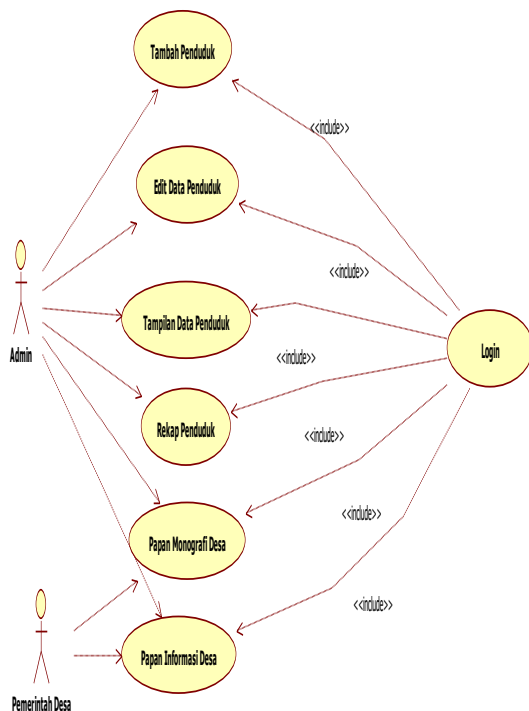 Tambah Penduduk
<<include>>
Edit Data Penduduk
<<include>>
Tampilan Data Penduduk
Admin
Login
<<include>>
Rekap Penduduk
<<include>>
<<include>>
Papan Monografi Desa
<<include>>
Papan Informasi Desa
Pemerintah Desa